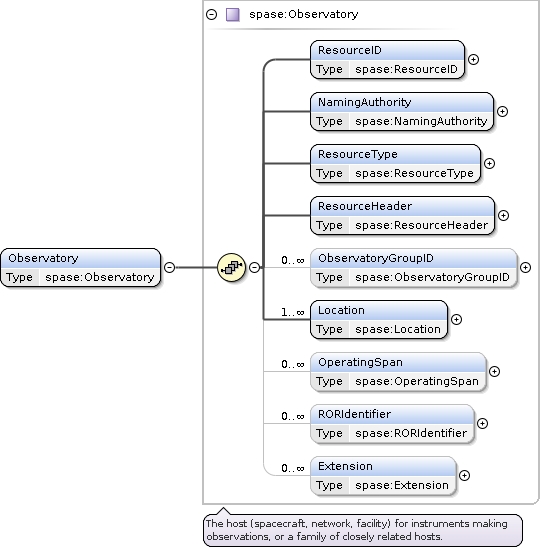 spase:Observatory
ResourceID
Type spase:ResourceID
NamingAuthority
Type spase:NamingAuthority
ResourceType
Type spase:ResourceType
ResourceHeader
Type spase:ResourceHeader
Observatory
Type spase:Observatory
0..∞
ObservatoryGroupID
Type spase:ObservatoryGroupID
1..∞
Location
Type spase:Location
0..∞
OperatingSpan
Type spase:OperatingSpan
0..∞
RORIdentifier
Type spase:RORIdentifier
0..∞
Extension
Type spase:Extension
The host (spacecraft, network, facility) for instruments making
observations, or a family of closely related hosts.